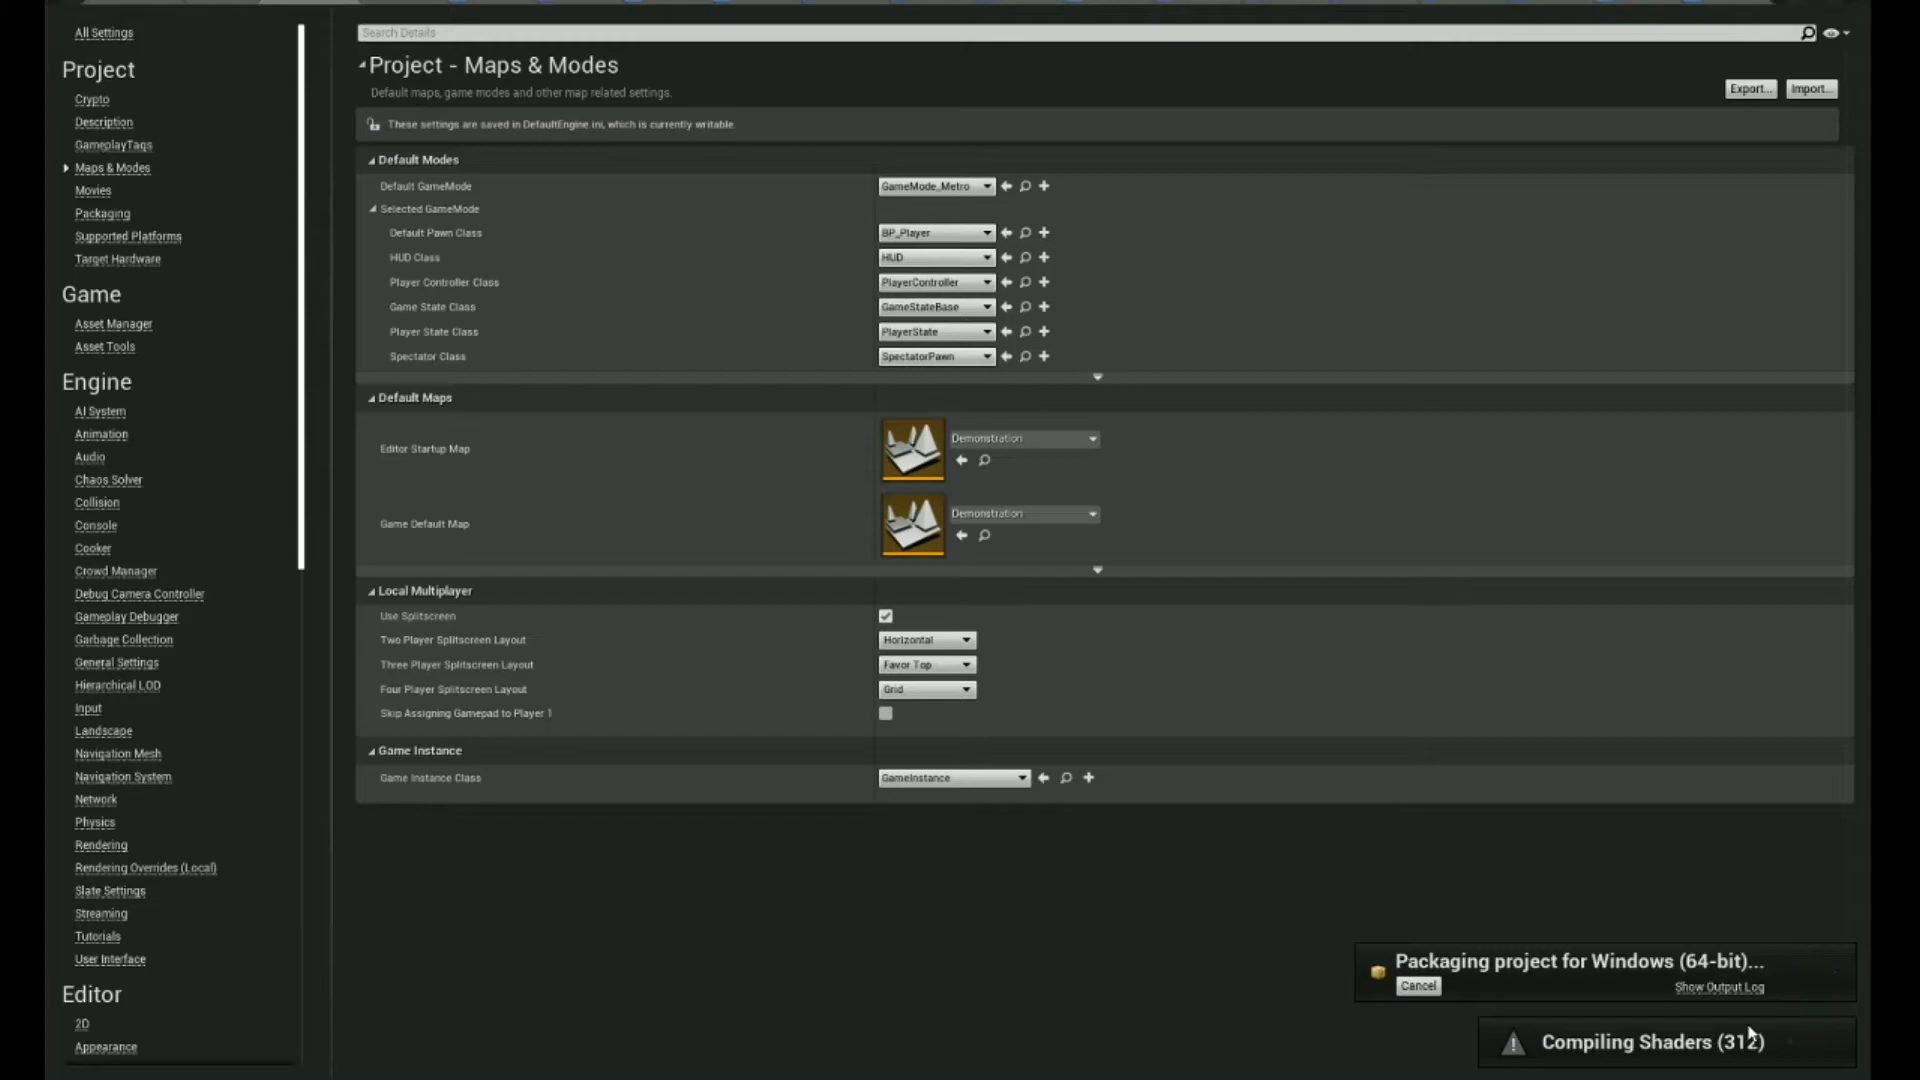 All Settings
Project
Crypto
Description
GameplayTags
Maps & Modes
Movies
Packaging
Supported Platforms
Target Hardware
Game
Asset Manager
Asset Tools
Engine
AI System
Animation
Audio
Chaos Solver
Collision
Console
Cooker
Crowd Manager
Debug Camera Controller
Gameplay Debugger
Garbage Collection
General Settings
Hierarchical LOD
Input
Landscape
Navigation Mesh
Navigation System
Network
Physics
Rendering
Rendering Overrides (Local)
Slate Settings
Streaming
Tutorials
User Interface
Editor
2D
Appearance
Search Details
Project - Maps & Modes
Default maps, game modes and other map related settings.
Export... Import...
These settings are saved in DefaultEngine.ini, which is currently writable.
Default Modes
Default GameMode GameMode_Metro
Selected GameMode
Default Pawn Class BP_Player
HUD Class HUD
Player Controller Class PlayerController
Game State Class GameStateBase
Player State Class PlayerState
Spectator Class SpectatorPawn
Default Maps
Editor Startup Map Demonstration
Game Default Map Demonstration
Local Multiplayer
Use Splitscreen
Two Player Splitscreen Layout Horizontal
Three Player Splitscreen Layout Favor Top
Four Player Splitscreen Layout Grid
Skip Assigning Gamepad to Player 1
Game Instance
Game Instance Class GameInstance
Packaging project for Windows (64-bit)...
Cancel Show Output Log
Compiling Shaders (312)